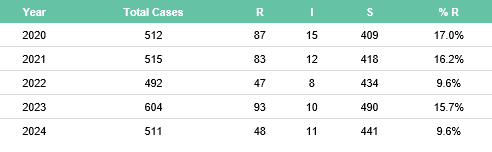 Year Total Cases R I S % R
2020 512 87 15 409 17.0%
2021 515 83 12 418 16.2%
2022 492 47 8 434 9.6%
2023 604 93 10 490 15.7%
2024 511 48 11 441 9.6%